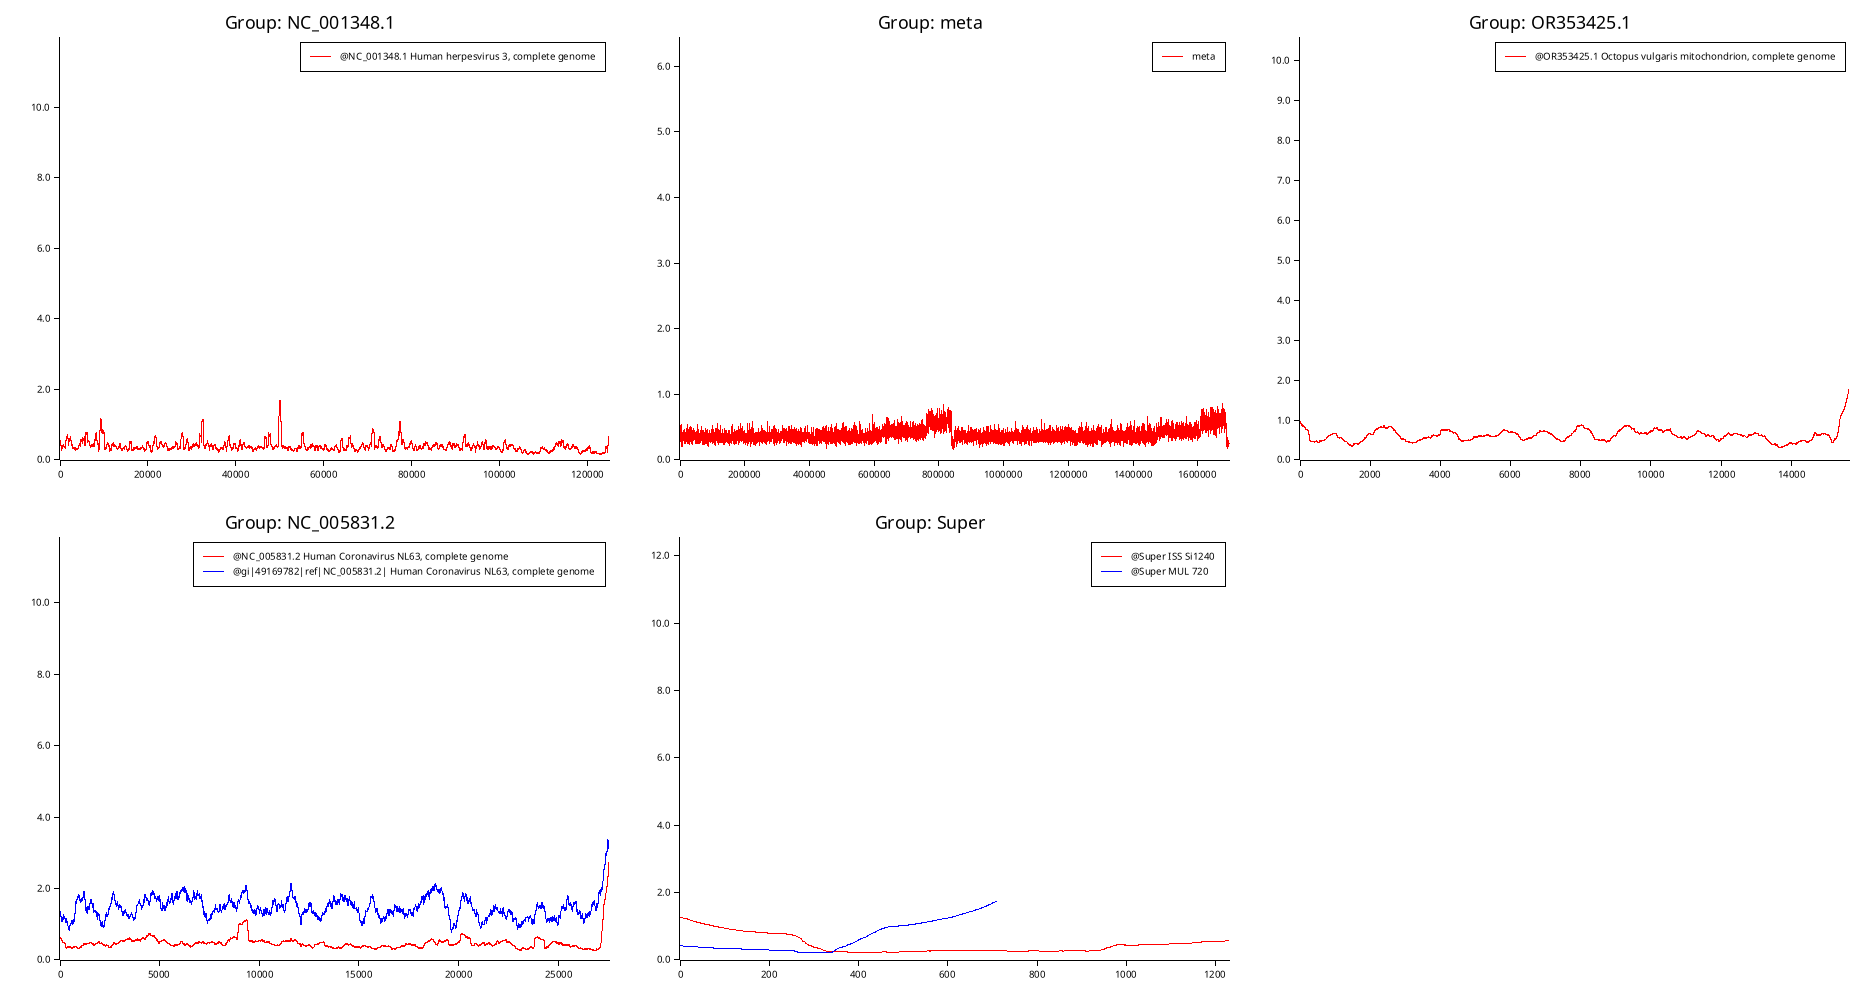 Group: NC_001348.1
@NC_001348.1 Human herpesvirus 3, complete genome
10.0
8.0
6.0
4.0
2.0
0.0
0 20000 40000 60000 80000 100000 120000
Group: meta
meta
6.0
5.0
4.0
3.0
2.0
1.0
0.0
0 200000 400000 600000 800000 1000000 1200000 1400000 1600000
Group: OR353425.1
@OR353425.1 Octopus vulgaris mitochondrion, complete genome
10.0
9.0
8.0
7.0
6.0
5.0
4.0
3.0
2.0
1.0
0.0
0 2000 4000 6000 8000 10000 12000 14000
Group: NC_005831.2
@NC_005831.2 Human Coronavirus NL63, complete genome
@gi|49169782|ref|NC_005831.2| Human Coronavirus NL63, complete genome
10.0
8.0
6.0
4.0
2.0
0.0
0 5000 10000 15000 20000 25000
Group: Super
@Super ISS Si1240
@Super MUL 720
12.0
10.0
8.0
6.0
4.0
2.0
0.0
0 200 400 600 800 1000 1200